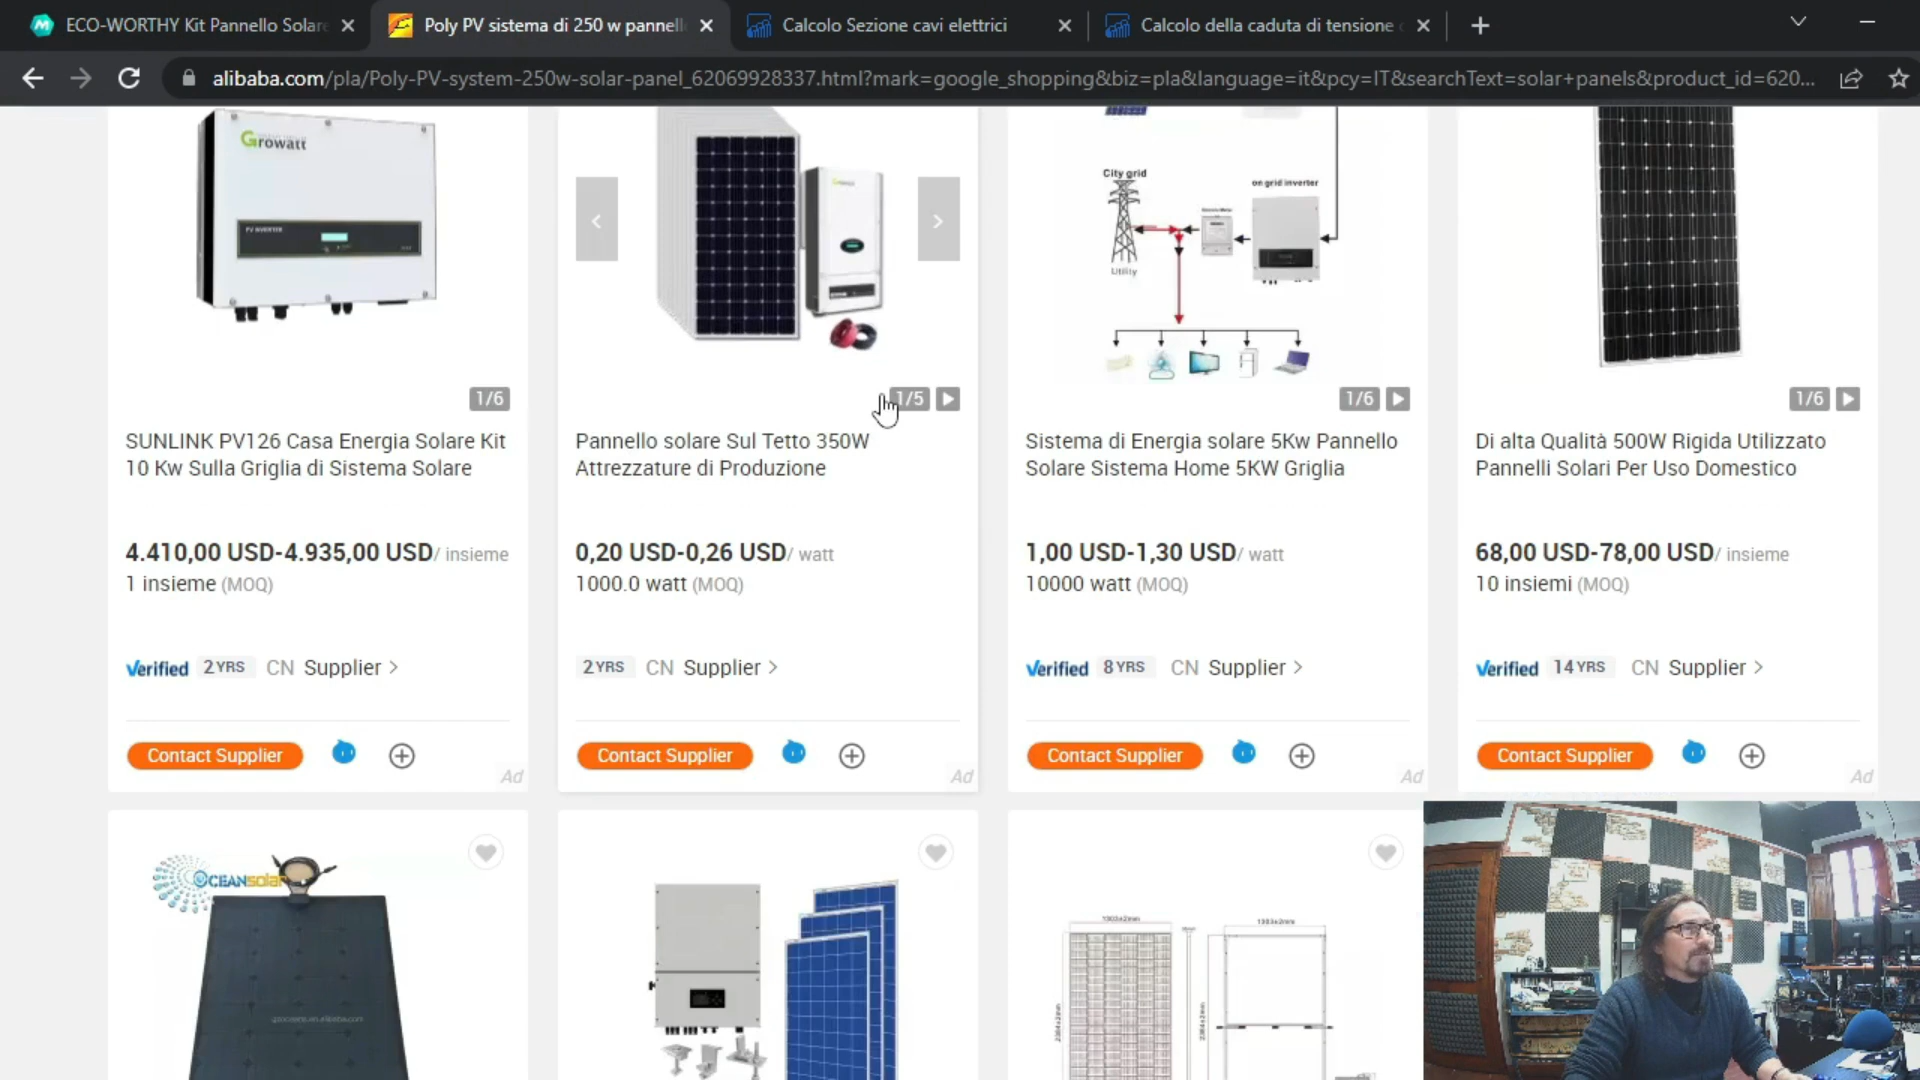 ECO-WORTHY Kit Pannello Solare
Poly PV sistema di 250 w pannell
Calcolo Sezione cavi elettrici
Calcolo della caduta di tensione
alibaba.com/pla/Poly-PV-system-250w-solar-panel_62069928337.html?mark=google_shopping&biz=pla&language=it&pcy=IT&searchText=solar+panels&product_id=620...
Growatt
PV INVERTER
1/6
SUNLINK PV126 Casa Energia Solare Kit
10 Kw Sulla Griglia di Sistema Solare
4.410,00 USD-4.935,00 USD/ insieme
1 insieme (MOQ)
Verified 2YRS CN Supplier >
Contact Supplier
Ad
1/5
Pannello solare Sul Tetto 350W
Attrezzature di Produzione
0,20 USD-0,26 USD/ watt
1000.0 watt (MOQ)
2YRS CN Supplier >
Contact Supplier
Ad
City grid
on grid inverter
Utility
1/6
Sistema di Energia solare 5Kw Pannello
Solare Sistema Home 5KW Griglia
1,00 USD-1,30 USD/ watt
10000 watt (MOQ)
Verified 8YRS CN Supplier >
Contact Supplier
Ad
1/6
Di alta Qualità 500W Rigida Utilizzato
Pannelli Solari Per Uso Domestico
68,00 USD-78,00 USD/ insieme
10 insiemi (MOQ)
Verified 14YRS CN Supplier >
Contact Supplier
Ad
OCEANsolar